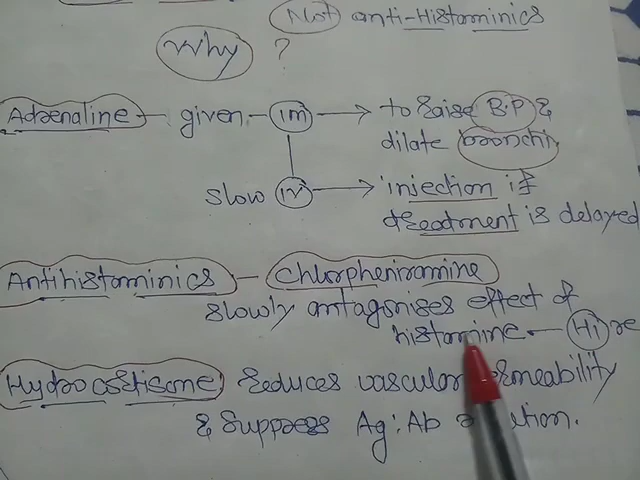 Not anti-Histaminics
Why ?
Adrenaline - given - IM → to raise B.P &
dilate bronchi
slow IV → injection if
treatment is delayed
Antihistaminics - Chlorpheniramine
slowly antagonises effect of
histamine - H1 re
Hydrocortisone reduces vascular
& suppress Ag:Ab